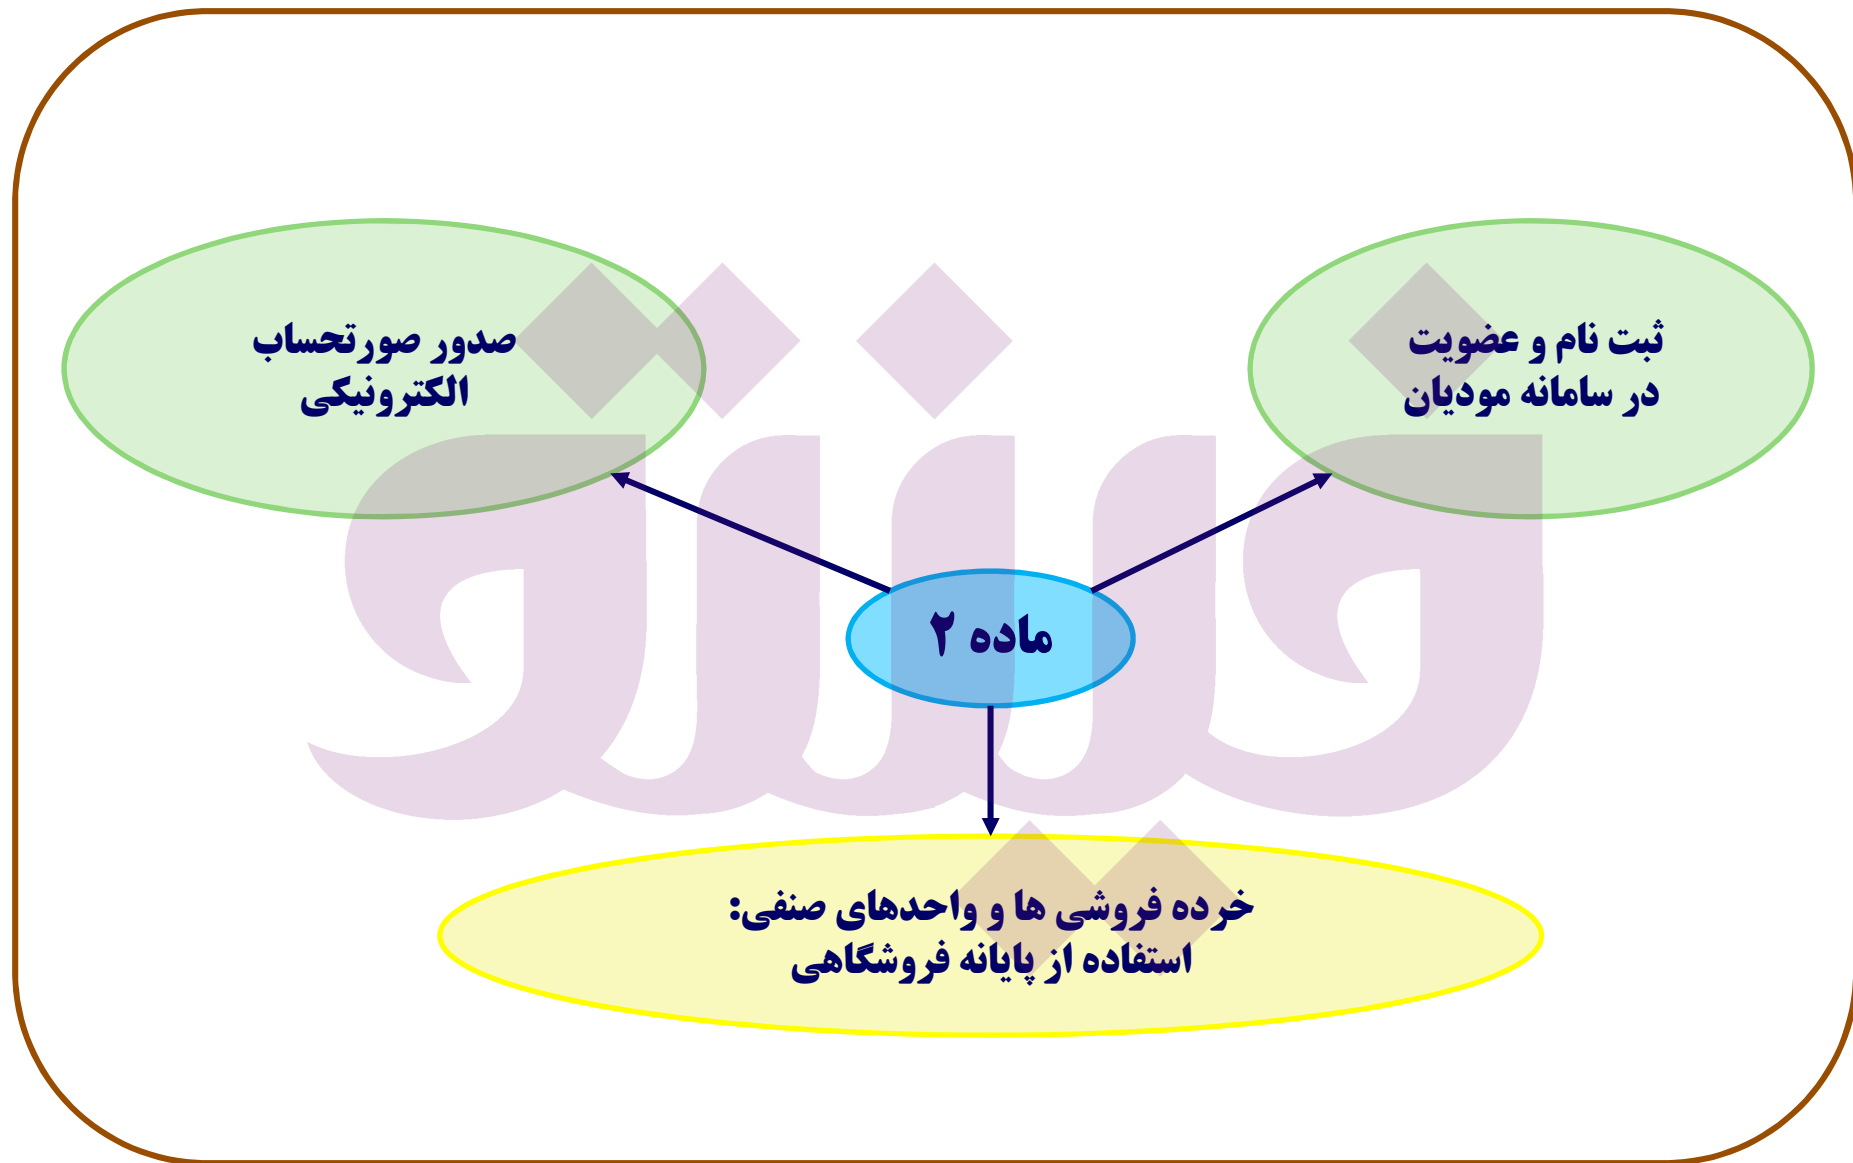 ثبت نام و عضویت
در سامانه مودیان
صدور صورتحساب
الکترونیکی
ماده ۲
خرده فروشی ها و واحدهای صنفی:
استفاده از پایانه فروشگاهی